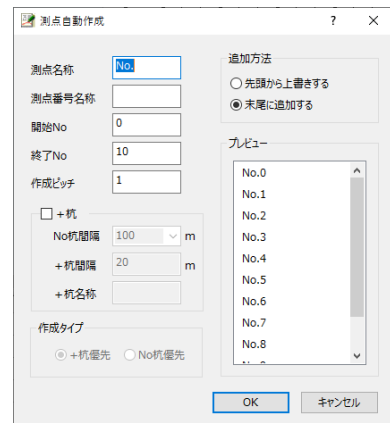 測点自動作成
測点名称 No.
測点番号名称
開始No 0
終了No 10
作成ピッチ 1
+杭
No杭間隔 100 m
+杭間隔 20 m
+杭名称
作成タイプ
+杭優先 No杭優先
追加方法
先頭から上書きする
末尾に追加する
プレビュー
No.0
No.1
No.2
No.3
No.4
No.5
No.6
No.7
No.8
OK キャンセル